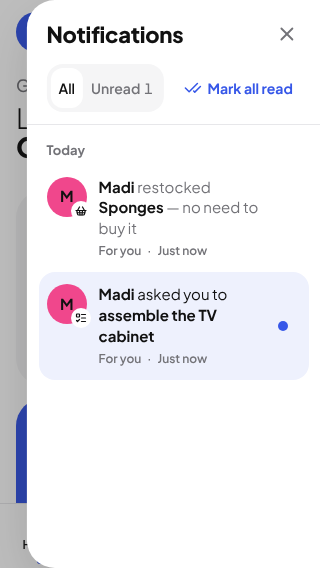 Notifications
All
Unread 1
Mark all read
Today
M
Madi restocked
Sponges — no need to
buy it
For you · Just now
M
Madi asked you to
assemble the TV
cabinet
For you · Just now